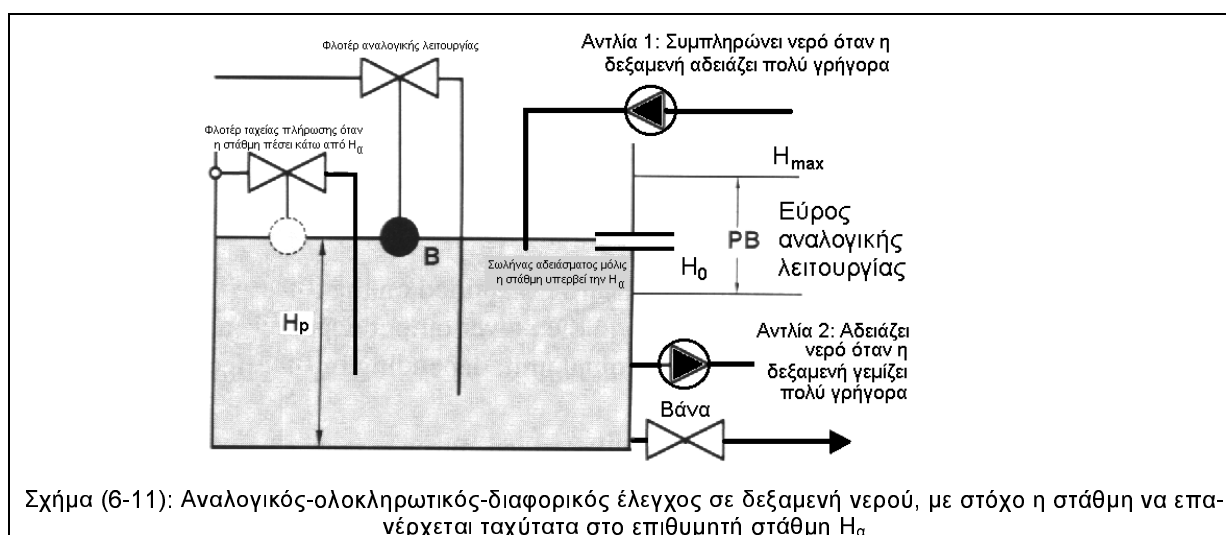 Φλοτέρ αναλογικής λειτουργίας
Αντλία 1: Συμπληρώνει νερό όταν η
δεξαμενή αδειάζει πολύ γρήγορα
Φλοτέρ ταχείας πλήρωσης όταν
η στάθμη πέσει κάτω από Hα
Hmax
Εύρος
αναλογικής
λειτουργίας
PB
B
Σωλήνας αδειάσματος μόλις
η στάθμη υπερβεί την Hα
H0
Hp
Αντλία 2: Αδειάζει
νερό όταν η
δεξαμενή γεμίζει
πολύ γρήγορα
Βάνα
Σχήμα (6-11): Αναλογικός-ολοκληρωτικός-διαφορικός έλεγχος σε δεξαμενή νερού, με στόχο η στάθμη να επα-
νέρχεται ταχύτατα στο επιθυμητή στάθμη Hα